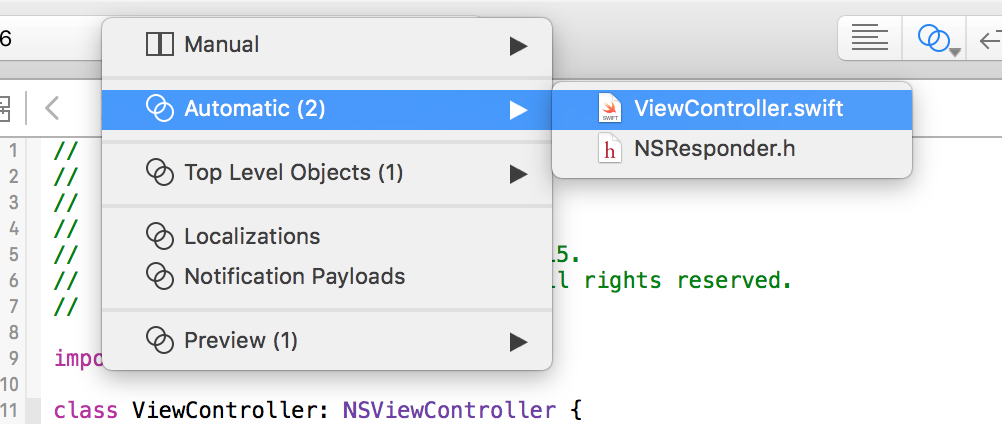 6
Manual
Automatic (2)
ViewController.swift
SWIFT
h
NSResponder.h
Top Level Objects (1)
Localizations
Notification Payloads
Preview (1)
1 //
2 //
3 //
4 //
5 // 15.
6 // ll rights reserved.
7 //
8
9 impo
10
11 class ViewController: NSViewController {